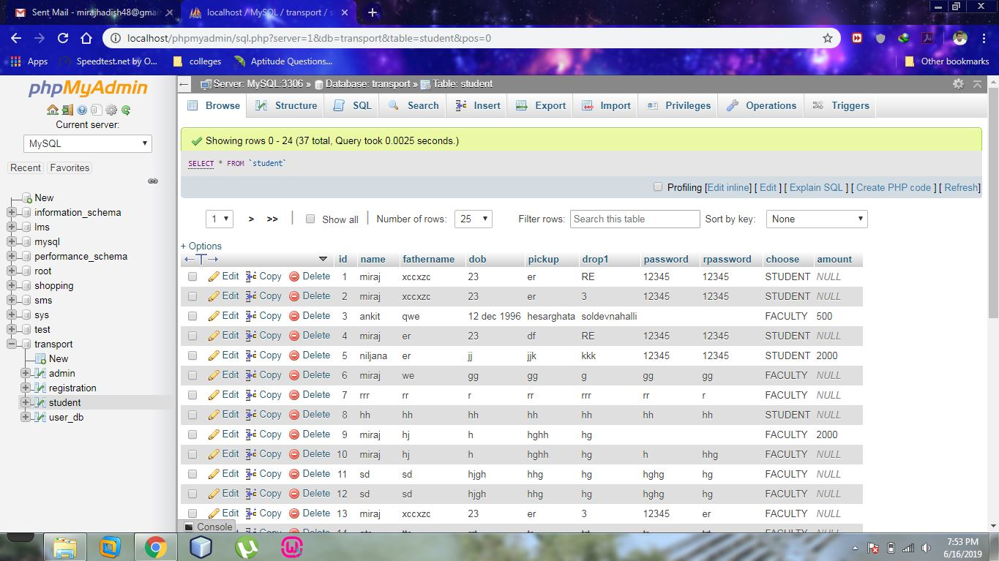 Sent Mail - mirajhadish48@gmai
localhost / MySQL / transport / s
localhost/phpmyadmin/sql.php?server=1&db=transport&table=student&pos=0
Apps Speedtest.net by O... colleges Aptitude Questions... Other bookmarks
phpMyAdmin
Current server:
MySQL
Recent Favorites
New
information_schema
lms
mysql
performance_schema
root
shopping
sms
sys
test
transport
New
admin
registration
student
user_db
Server: MySQL:3306 » Database: transport » Table: student
Browse Structure SQL Search Insert Export Import Privileges Operations Triggers
Showing rows 0 - 24 (37 total, Query took 0.0025 seconds.)
SELECT * FROM `student`
Profiling [Edit inline] [ Edit ] [ Explain SQL ] [ Create PHP code ] [ Refresh]
1 > >> | Show all | Number of rows: 25 Filter rows: Search this table Sort by key: None
+ Options
←T→ id name fathername dob pickup drop1 password rpassword choose amount
Edit Copy Delete 1 miraj xccxzc 23 er RE 12345 12345 STUDENT NULL
Edit Copy Delete 2 miraj xccxzc 23 er 3 12345 12345 STUDENT NULL
Edit Copy Delete 3 ankit qwe 12 dec 1996 hesarghata soldevnahalli FACULTY 500
Edit Copy Delete 4 miraj er 23 df RE 12345 12345 STUDENT NULL
Edit Copy Delete 5 niljana er jj jjk kkk 12345 12345 STUDENT 2000
Edit Copy Delete 6 miraj we gg gg g gg gg FACULTY NULL
Edit Copy Delete 7 rrr rr r rr rrr rr r FACULTY NULL
Edit Copy Delete 8 hh hh hh hh hh hh hh STUDENT NULL
Edit Copy Delete 9 miraj hj h hghh hg FACULTY 2000
Edit Copy Delete 10 miraj hj h hghh hg h hhg FACULTY NULL
Edit Copy Delete 11 sd sd hjgh hhg hg hghg hg FACULTY NULL
Edit Copy Delete 12 sd sd hjgh hhg hg hghg hg FACULTY NULL
Edit Copy Delete 13 miraj xccxzc 23 er 3 12345 er FACULTY NULL
Console
7:53 PM
6/16/2019